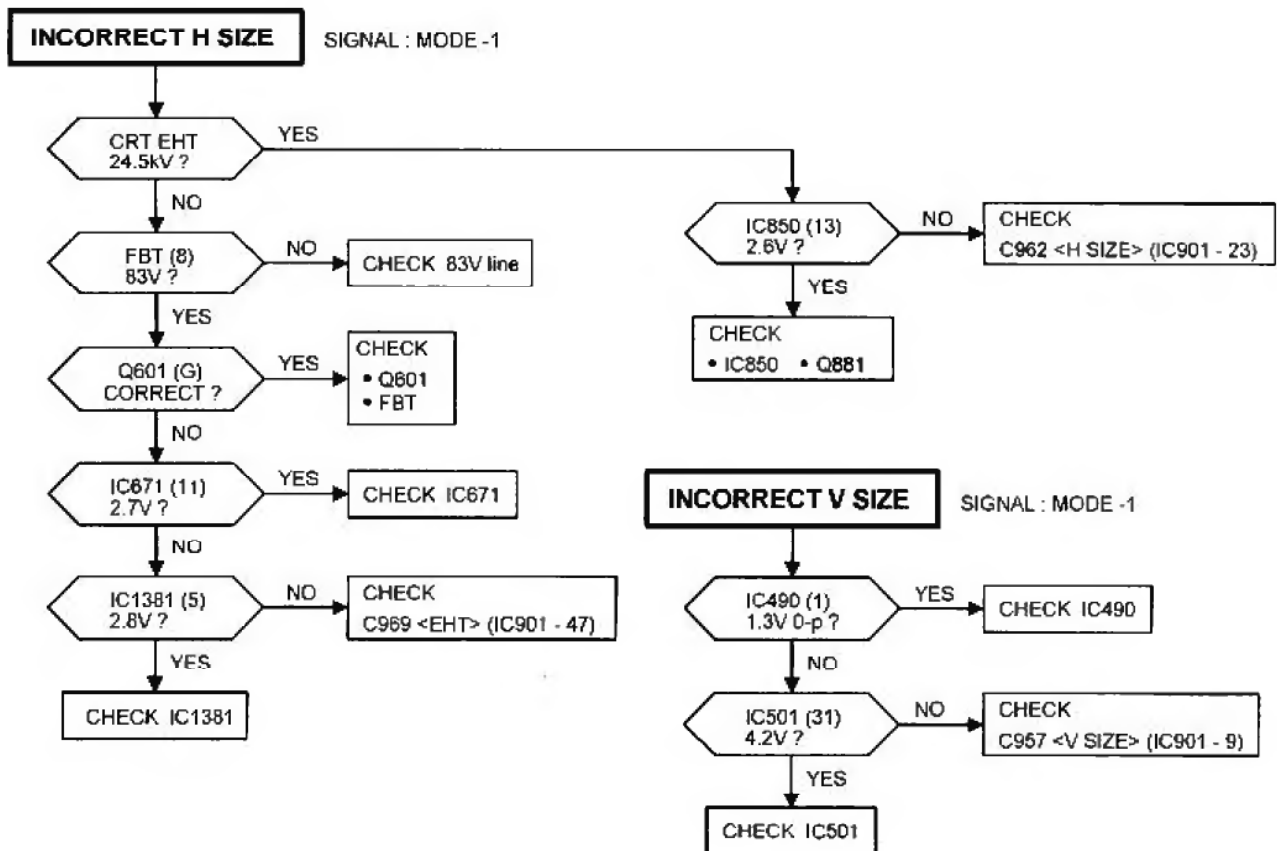 INCORRECT H SIZE
SIGNAL : MODE -1
CRT EHT
24.5kV ?
YES
NO
FBT (8)
83V ?
NO
CHECK 83V line
YES
Q601 (G)
CORRECT ?
YES
CHECK
• Q601
• FBT
NO
IC671 (11)
2.7V ?
YES
CHECK IC671
NO
IC1381 (5)
2.8V ?
NO
CHECK
C969 <EHT> (IC901 - 47)
YES
CHECK IC1381
IC850 (13)
2.6V ?
NO
CHECK
C962 <H SIZE> (IC901 - 23)
YES
CHECK
• IC850 • Q881
INCORRECT V SIZE
SIGNAL : MODE -1
IC490 (1)
1.3V 0-p ?
YES
CHECK IC490
NO
IC501 (31)
4.2V ?
NO
CHECK
C957 <V SIZE> (IC901 - 9)
YES
CHECK IC501